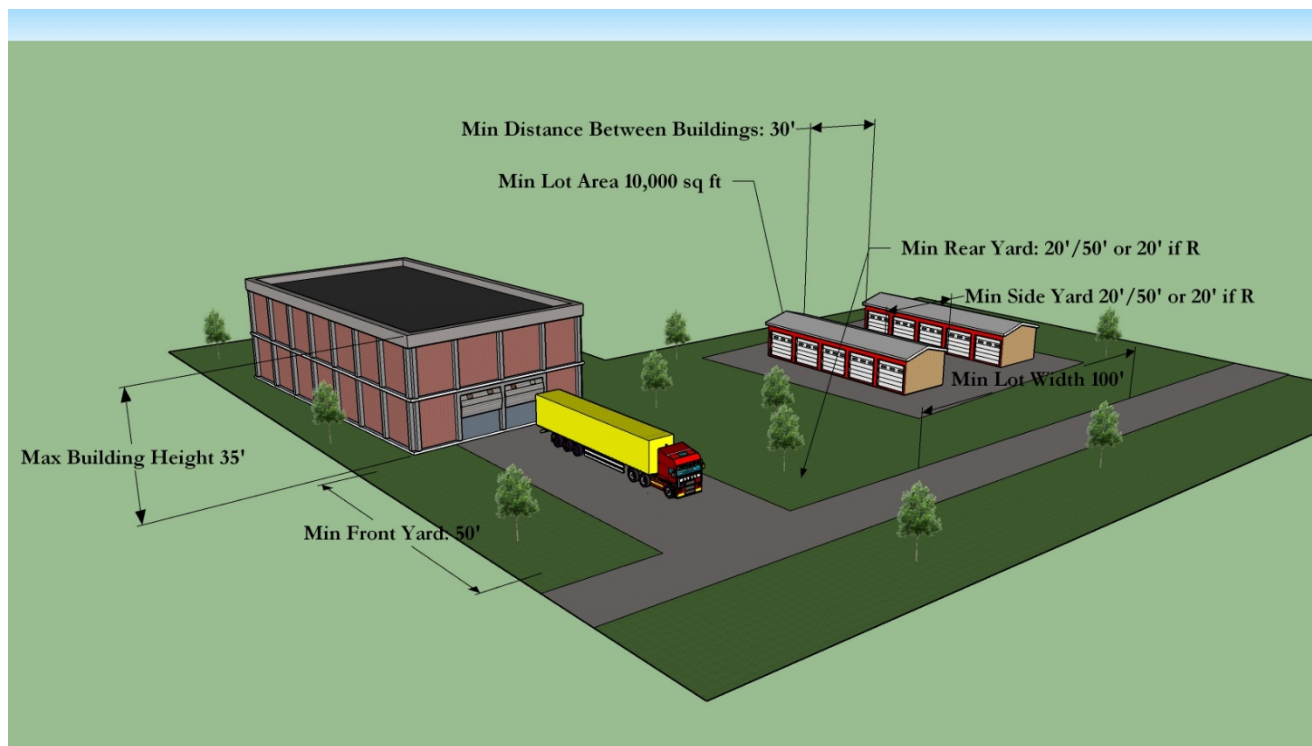 Min Distance Between Buildings: 30'
Min Lot Area 10,000 sq ft
Min Rear Yard: 20'/50' or 20' if R
Min Side Yard 20'/50' or 20' if R
Min Lot Width 100'
Max Building Height 35'
Min Front Yard: 50'